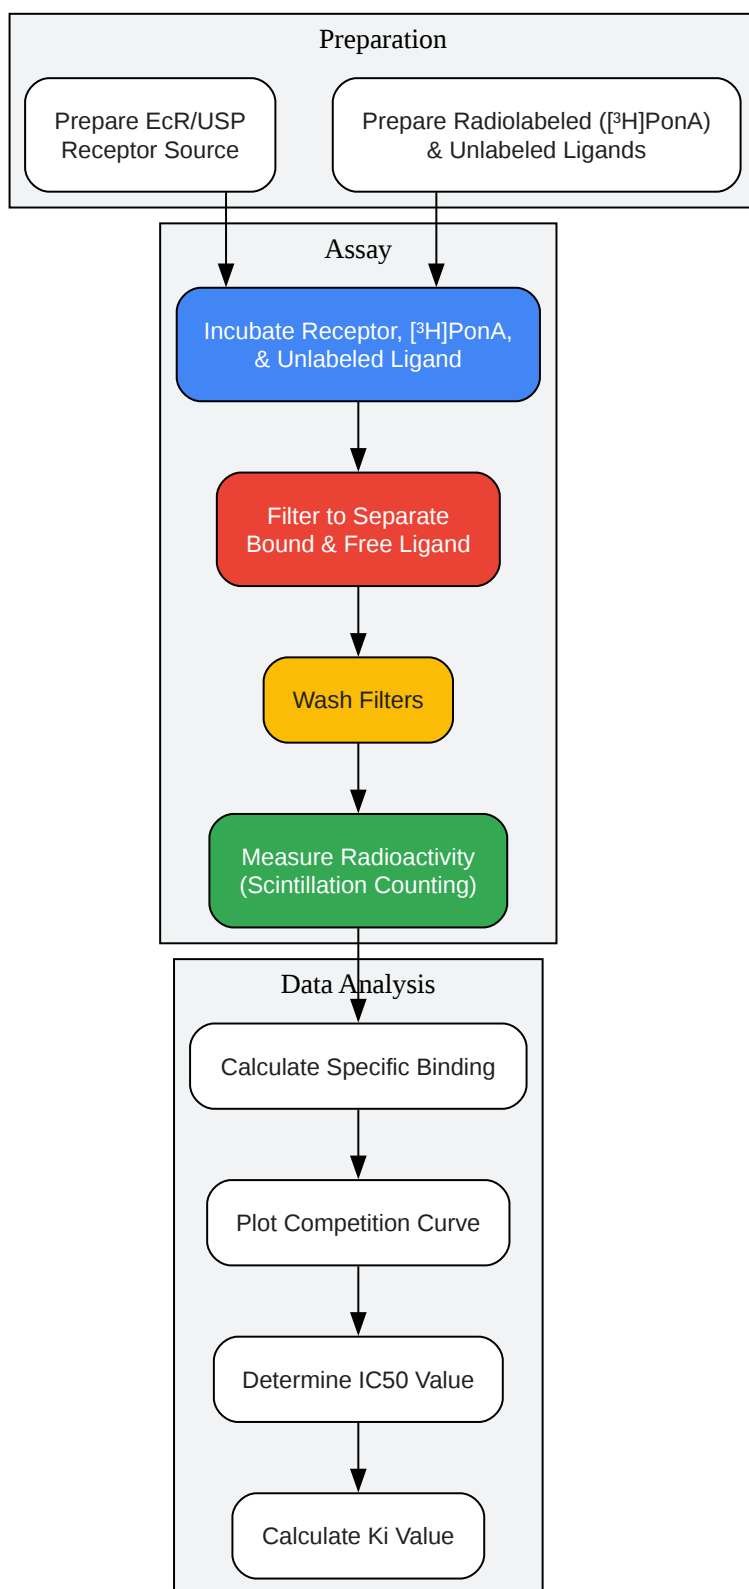 Preparation
Prepare EcR/USP
Receptor Source
Prepare Radiolabeled ([³H]PonA)
& Unlabeled Ligands
Assay
Incubate Receptor, [³H]PonA,
& Unlabeled Ligand
Filter to Separate
Bound & Free Ligand
Wash Filters
Measure Radioactivity
(Scintillation Counting)
Data Analysis
Calculate Specific Binding
Plot Competition Curve
Determine IC50 Value
Calculate Ki Value